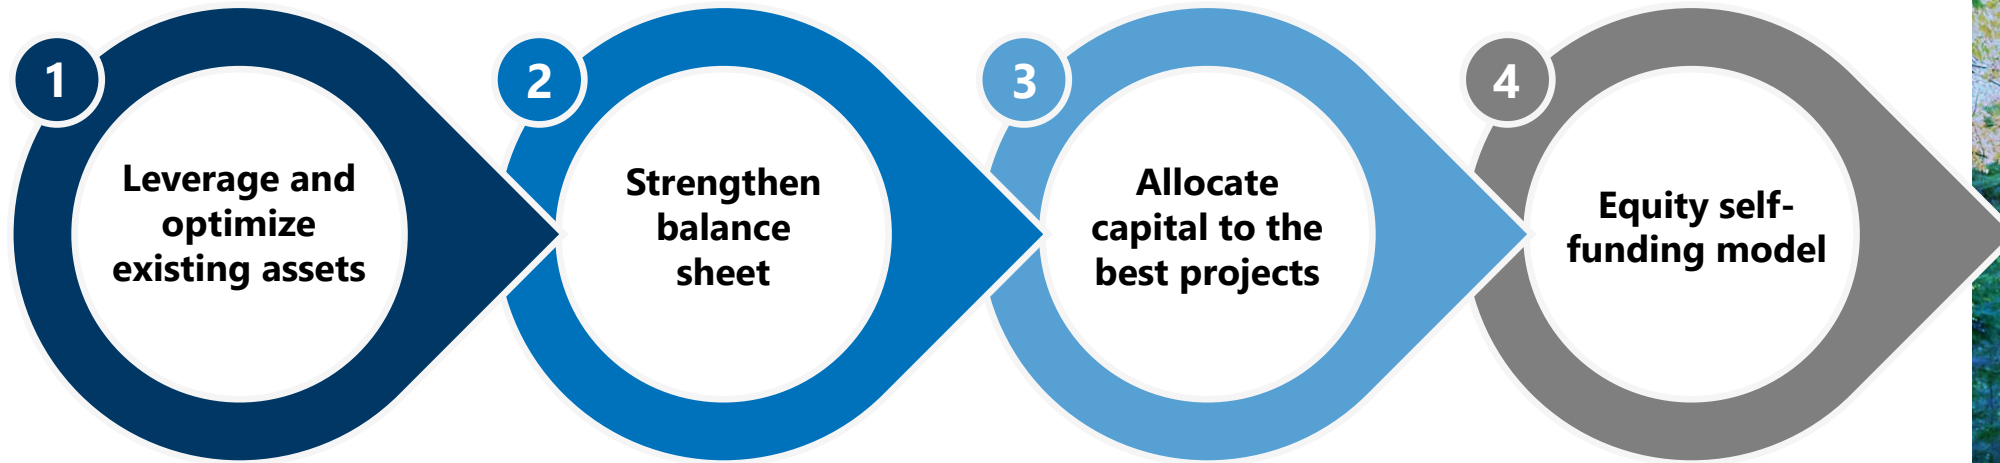 1
Leverage and
optimize
existing assets
2
Strengthen
balance
sheet
3
Allocate
capital to the
best projects
4
Equity self-
funding model